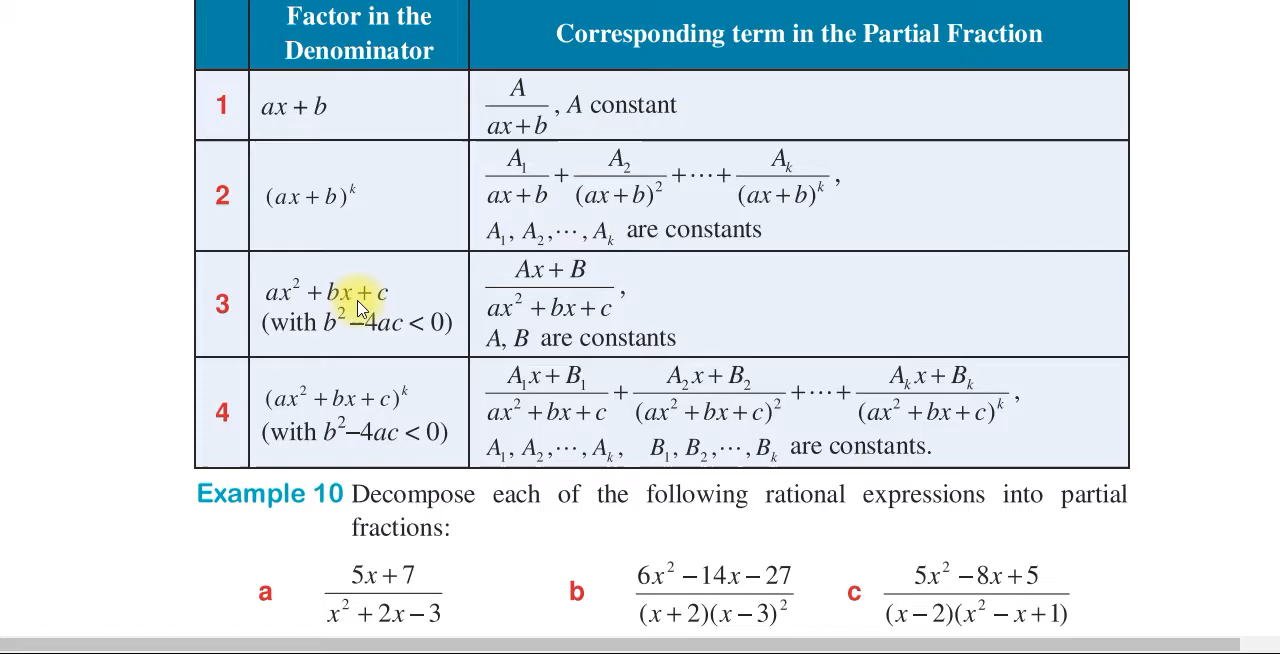 Factor in the Denominator Corresponding term in the Partial Fraction
1 ax + b A/(ax+b), A constant
2 (ax + b)^k A₁/(ax+b) + A₂/(ax+b)² + ⋯ + A_k/(ax+b)^k,
A₁, A₂, ⋯, A_k are constants
3 ax² + bx + c (Ax + B)/(ax² + bx + c),
(with b² –4ac < 0) A, B are constants
4 (ax² + bx + c)^k (A₁x + B₁)/(ax² + bx + c) + (A₂x + B₂)/(ax² + bx + c)² + ⋯ + (A_k x + B_k)/(ax² + bx + c)^k,
(with b²–4ac < 0) A₁, A₂, ⋯, A_k, B₁, B₂, ⋯, B_k are constants.
Example 10 Decompose each of the following rational expressions into partial
fractions:
a (5x + 7)/(x² + 2x – 3) b (6x² – 14x – 27)/((x + 2)(x – 3)²) c (5x² – 8x + 5)/((x – 2)(x² – x + 1))